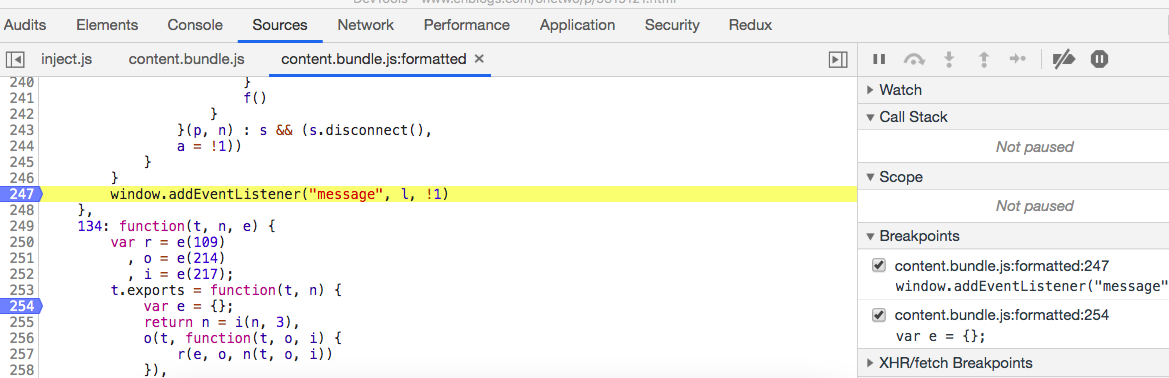 Audits Elements Console Sources Network Performance Application Security Redux
inject.js content.bundle.js content.bundle.js:formatted ×
240 }
241 f()
242 }
243 }(p, n) : s && (s.disconnect(),
244 a = !1))
245 }
246 }
247 window.addEventListener("message", l, !1)
248 },
249 134: function(t, n, e) {
250 var r = e(109)
251 , o = e(214)
252 , i = e(217);
253 t.exports = function(t, n) {
254 var e = {};
255 return n = i(n, 3),
256 o(t, function(t, o, i) {
257 r(e, o, n(t, o, i))
258 }),
Watch
Call Stack
Not paused
Scope
Not paused
Breakpoints
content.bundle.js:formatted:247
window.addEventListener("message"
content.bundle.js:formatted:254
var e = {};
XHR/fetch Breakpoints